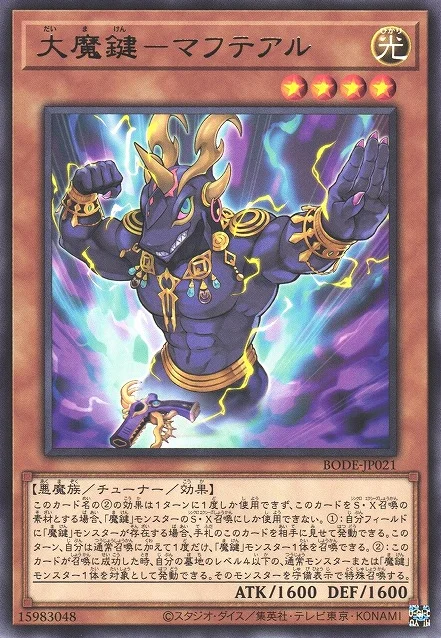 大魔鍵－マフテアル
光
BODE-JP021
【悪魔族／チューナー／効果】
このカード名の②の効果は1ターンに1度しか使用できず、このカードをS・X召喚の
素材とする場合、「魔鍵」モンスターのS・X召喚にしか使用できない。①：自分フィールド
に「魔鍵」モンスターが存在する場合、手札のこのカードを相手に見せて発動できる。この
ターン、自分は通常召喚に加えて1度だけ、「魔鍵」モンスター1体を召喚できる。②：この
カードが召喚に成功した時、自分の墓地のレベル4以下の、通常モンスターまたは「魔鍵」
モンスター1体を対象として発動できる。そのモンスターを守備表示で特殊召喚する。
ATK/1600 DEF/1600
15983048
©スタジオ・ダイス／集英社・テレビ東京・KONAMI